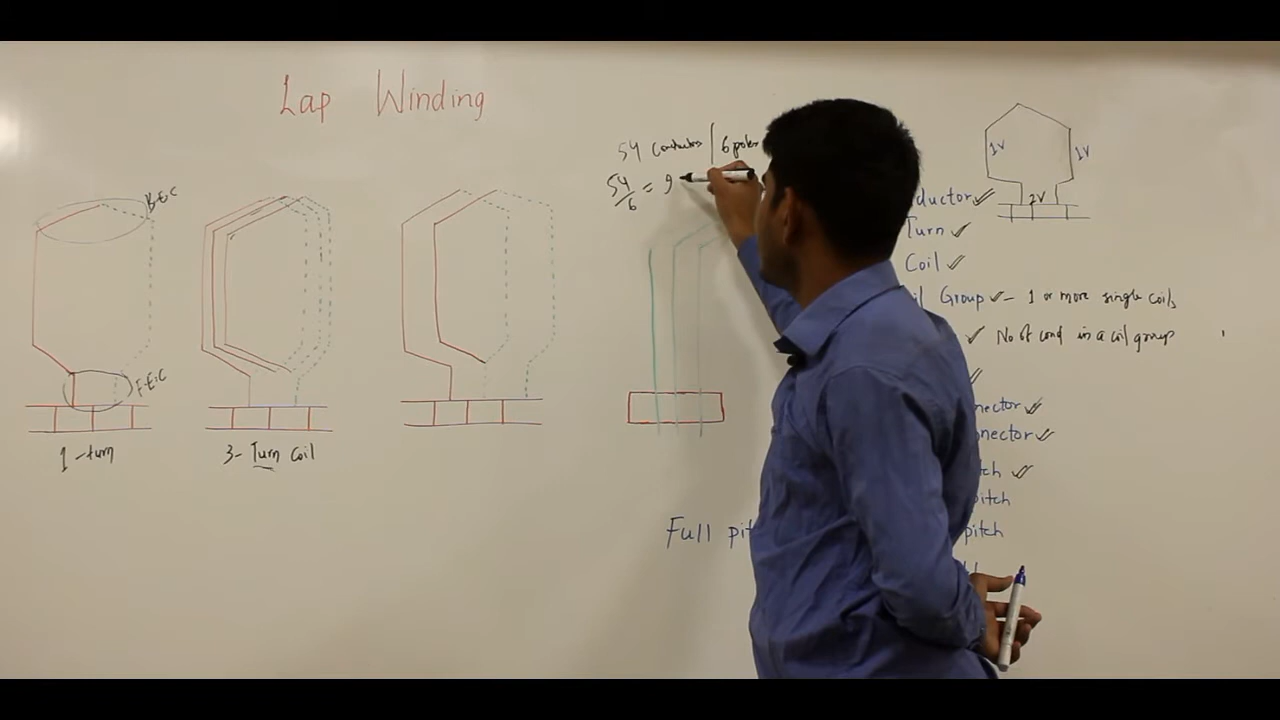 Lap Winding
54 conductors | 6 poles
54/6 = 9
B.E.C
F.E.C
1-turn
3-Turn coil
1V
1V
2V
ductor ✓
Turn ✓
Coil ✓
il Group ✓ - 1 or more single coils
✓ No of cond in a coil group
nector ✓
nector ✓
tch ✓
pitch
Full pit
pitch